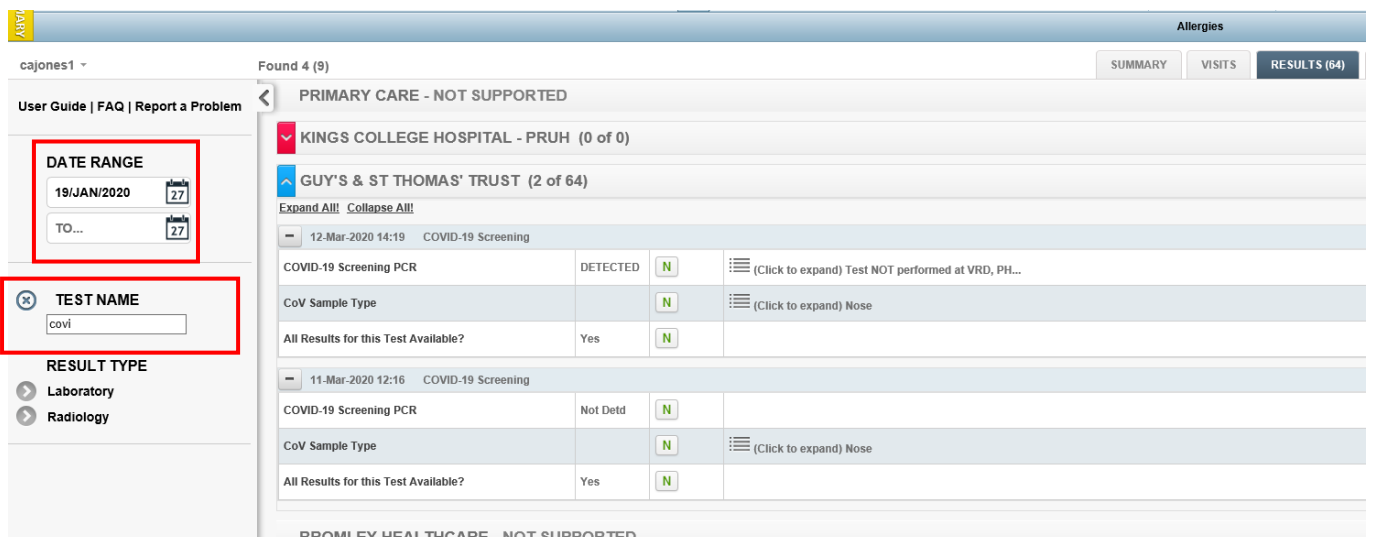 MARY
Allergies
cajones1
Found 4 (9)
SUMMARY VISITS RESULTS (64)
User Guide | FAQ | Report a Problem
PRIMARY CARE - NOT SUPPORTED
KINGS COLLEGE HOSPITAL - PRUH (0 of 0)
DATE RANGE
19/JAN/2020 27
TO... 27
GUY'S & ST THOMAS' TRUST (2 of 64)
Expand All! Collapse All!
12-Mar-2020 14:19 COVID-19 Screening
COVID-19 Screening PCR DETECTED N (Click to expand) Test NOT performed at VRD, PH...
CoV Sample Type N (Click to expand) Nose
All Results for this Test Available? Yes N
TEST NAME
covi
RESULT TYPE
Laboratory
Radiology
11-Mar-2020 12:16 COVID-19 Screening
COVID-19 Screening PCR Not Detd N
CoV Sample Type N (Click to expand) Nose
All Results for this Test Available? Yes N
BROMLEY HEALTHCARE - NOT SUPPORTED